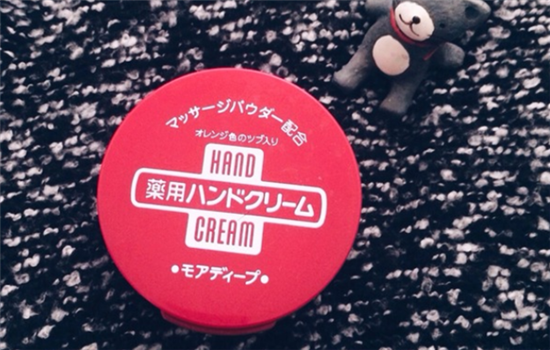 マッサージパウダー配合
オレンジ色のツブ入り
HAND
薬用ハンドクリーム
CREAM
•モアディープ•